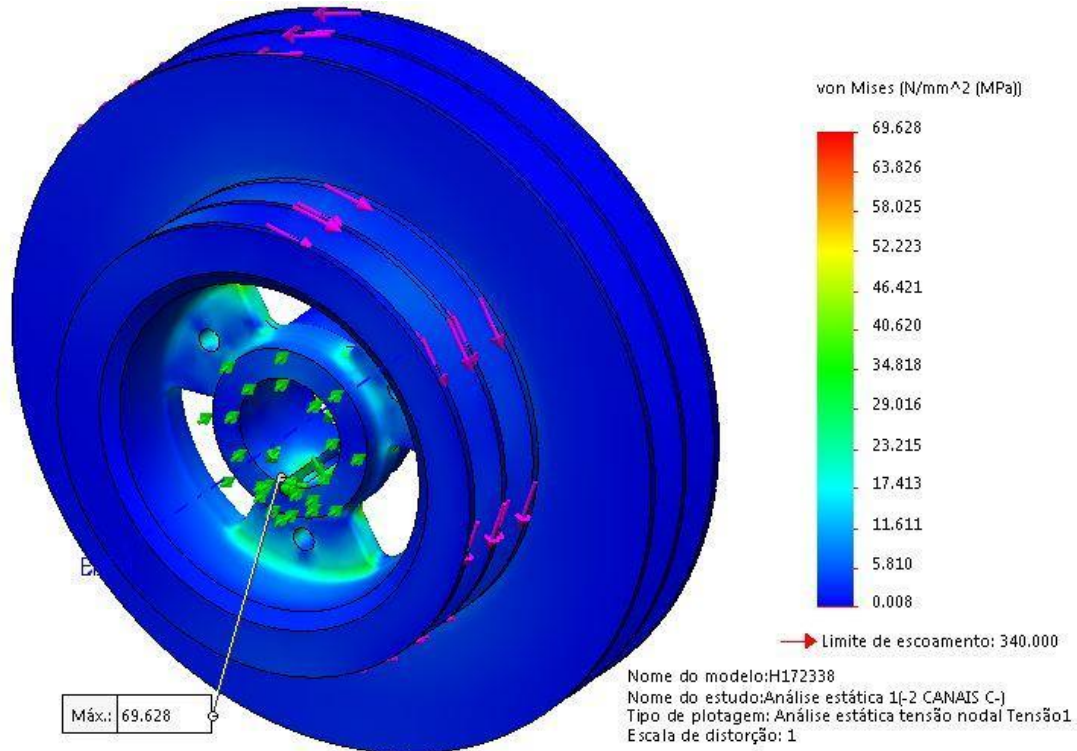 von Mises (N/mm^2 (MPa))
69.628
63.826
58.025
52.223
46.421
40.620
34.818
29.016
23.215
17.413
11.611
5.810
0.008
Limite de escoamento: 340.000
Máx.: 69.628
Nome do modelo:H172338
Nome do estudo:Análise estática 1(-2 CANAIS C-)
Tipo de plotagem: Análise estática tensão nodal Tensão1
Escala de distorção: 1